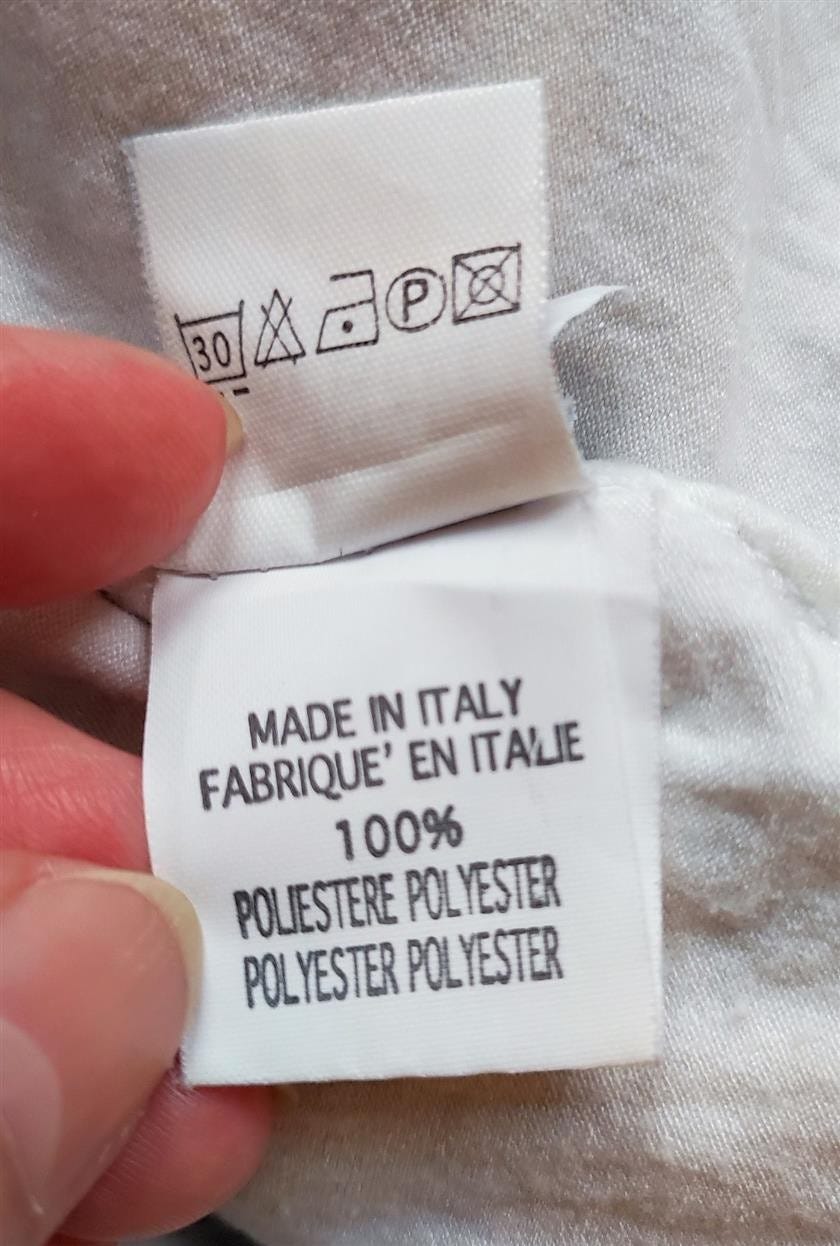 30 P
MADE IN ITALY
FABRIQUE' EN ITALIE
100%
POLIESTERE POLYESTER
POLYESTER POLYESTER